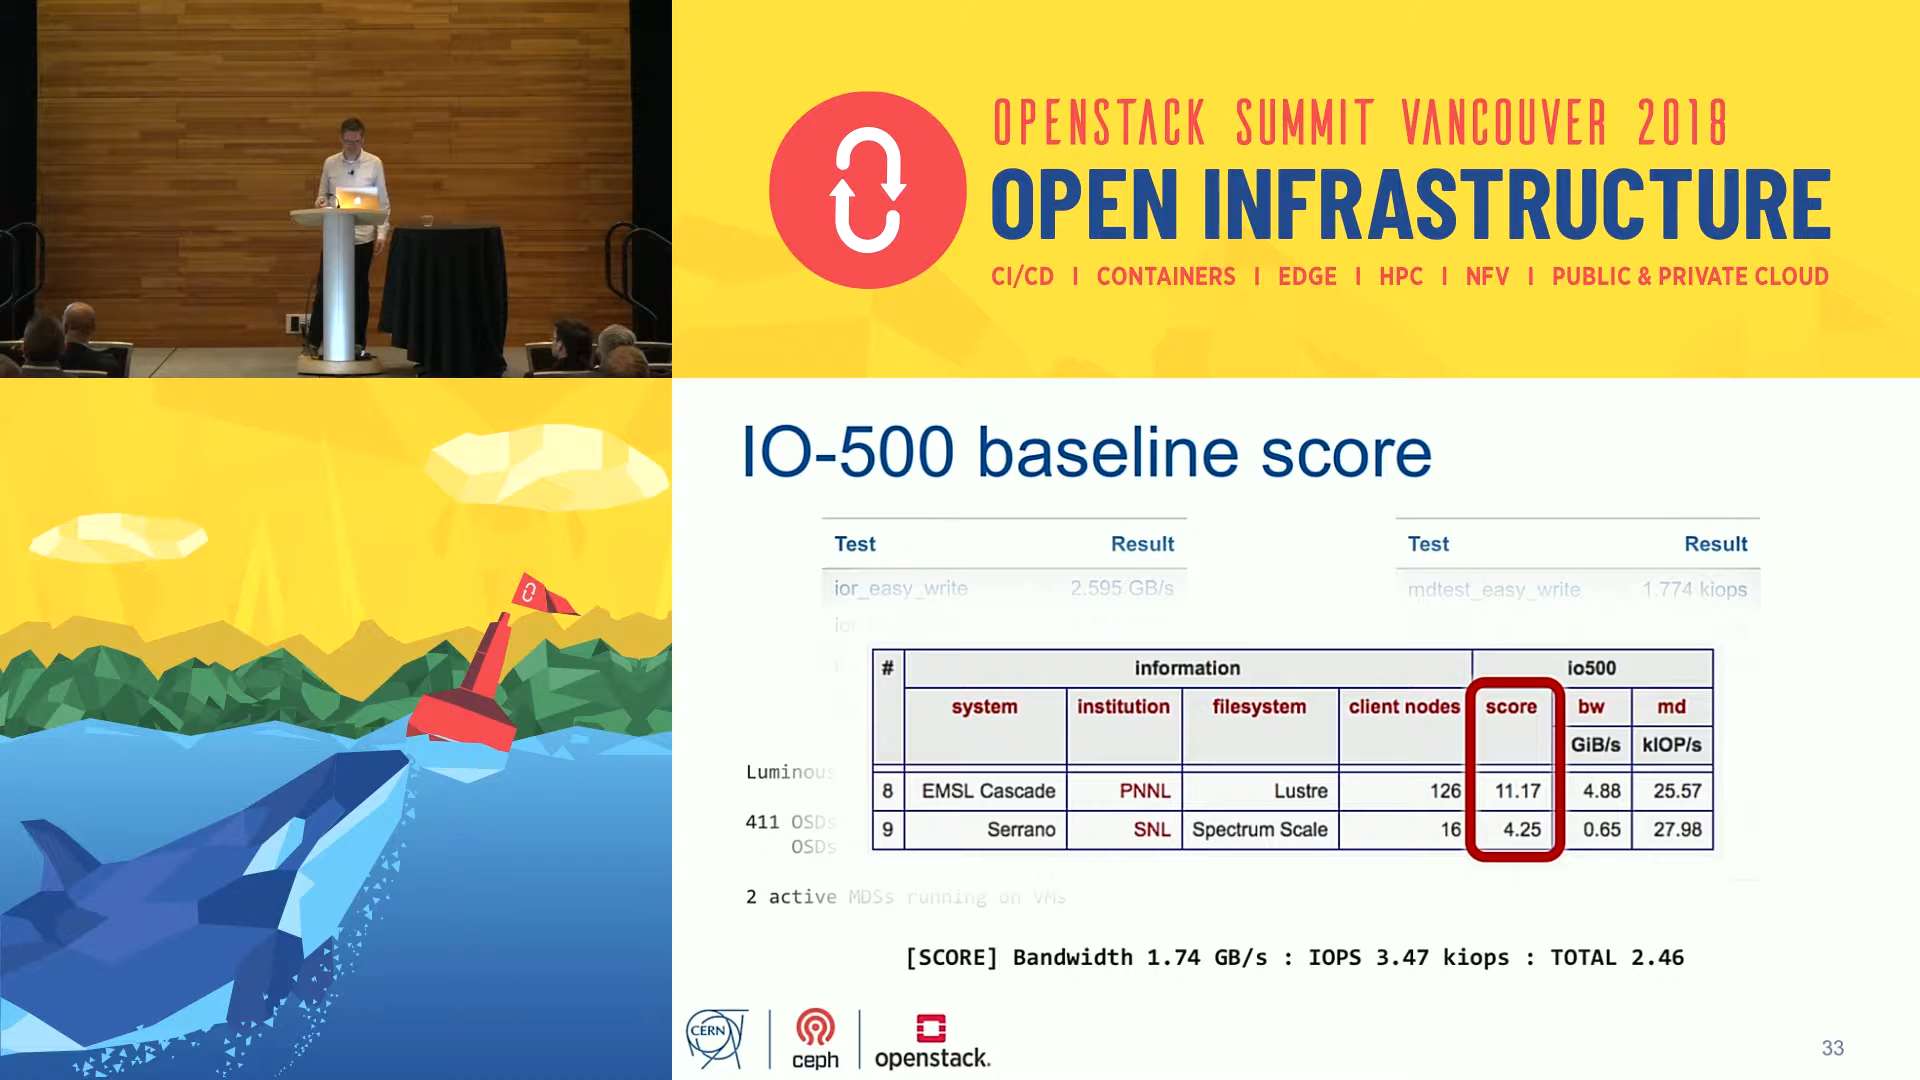 OPENSTACK SUMMIT VANCOUVER 2018
OPEN INFRASTRUCTURE
CI/CD | CONTAINERS | EDGE | HPC | NFV | PUBLIC & PRIVATE CLOUD
IO-500 baseline score
Test Result
ior_easy_write 2.595 GB/s
Test Result
mdtest_easy_write 1.774 kiops
# information io500
system institution filesystem client nodes score bw md
GiB/s kIOP/s
8 EMSL Cascade PNNL Lustre 126 11.17 4.88 25.57
9 Serrano SNL Spectrum Scale 16 4.25 0.65 27.98
Luminous
411 OSDs
OSDs
2 active MDSs running on VMs
[SCORE] Bandwidth 1.74 GB/s : IOPS 3.47 kiops : TOTAL 2.46
CERN
ceph
openstack.
33